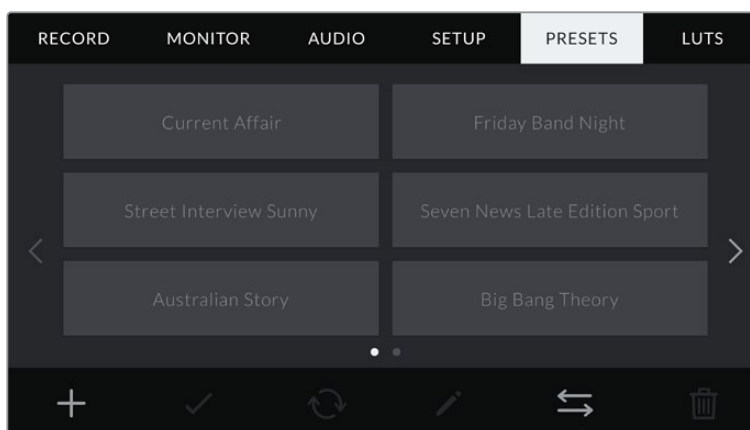 RECORD MONITOR AUDIO SETUP PRESETS LUTS
Current Affair Friday Band Night
Street Interview Sunny Seven News Late Edition Sport
Australian Story Big Bang Theory